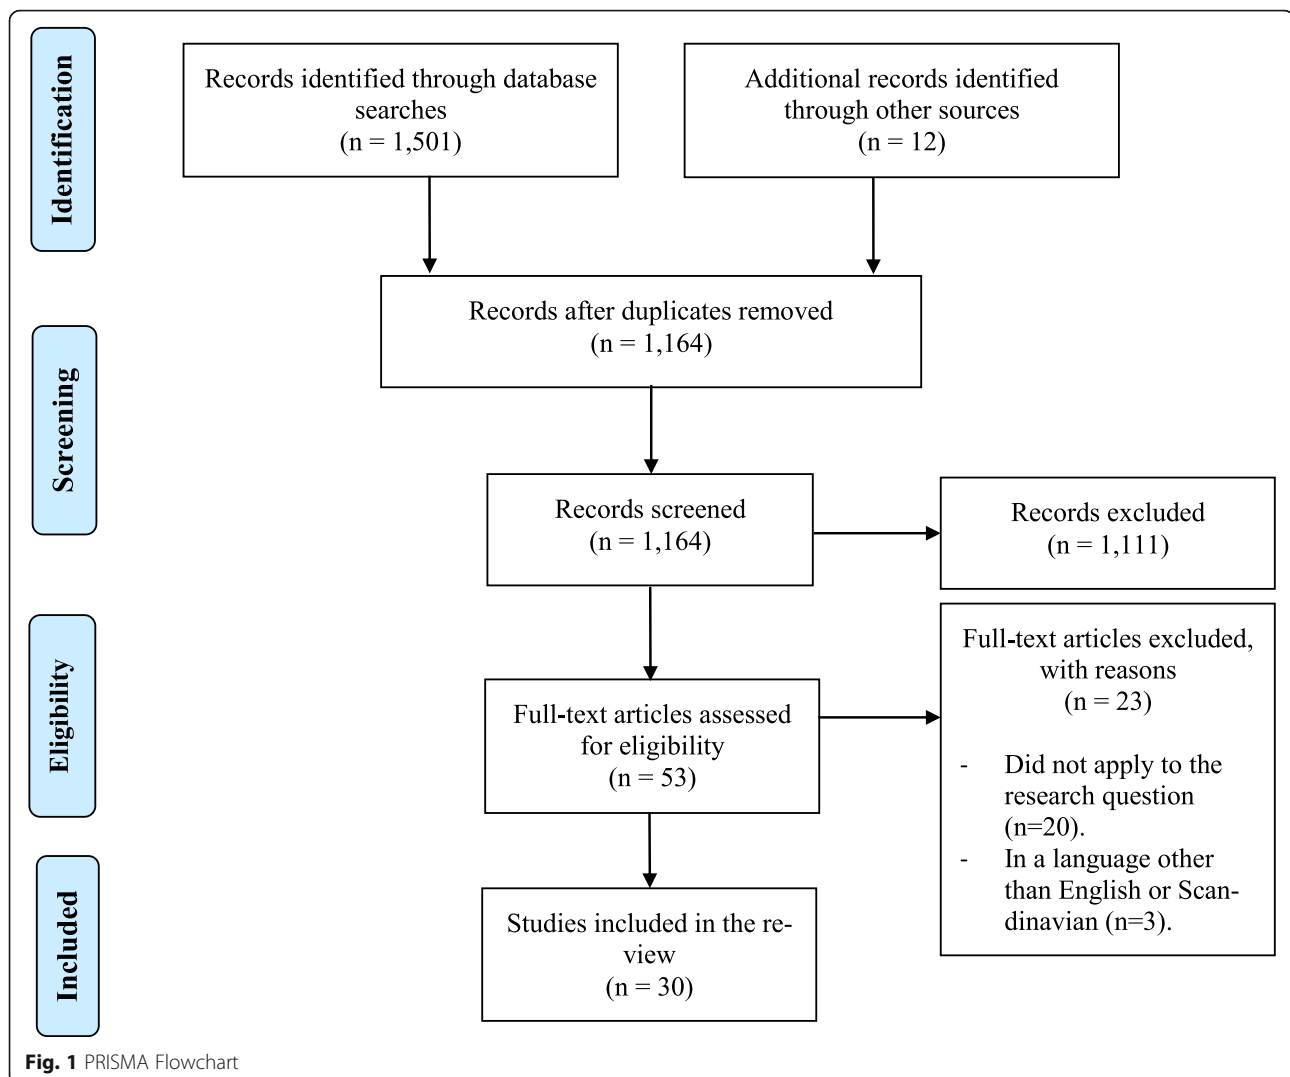 Identification
Records identified through database
searches
(n = 1,501)
Additional records identified
through other sources
(n = 12)
Records after duplicates removed
(n = 1,164)
Screening
Records screened
(n = 1,164)
Records excluded
(n = 1,111)
Eligibility
Full-text articles assessed
for eligibility
(n = 53)
Full-text articles excluded,
with reasons
(n = 23)
- Did not apply to the
research question
(n=20).
- In a language other
than English or Scan-
dinavian (n=3).
Included
Studies included in the re-
view
(n = 30)
Fig. 1 PRISMA Flowchart